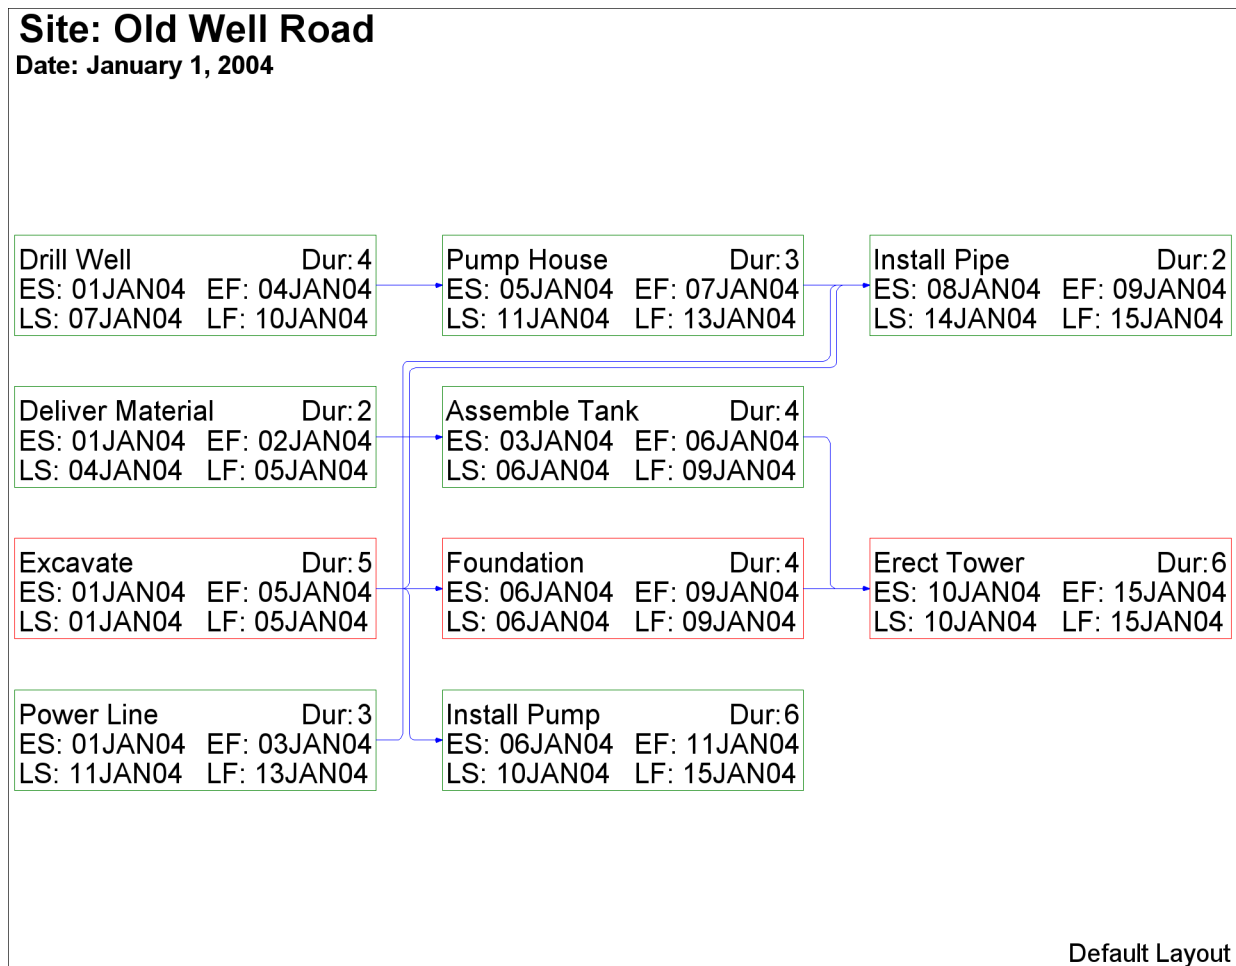 Site: Old Well Road
Date: January 1, 2004
Drill Well Dur: 4
ES: 01JAN04 EF: 04JAN04
LS: 07JAN04 LF: 10JAN04
Pump House Dur: 3
ES: 05JAN04 EF: 07JAN04
LS: 11JAN04 LF: 13JAN04
Install Pipe Dur: 2
ES: 08JAN04 EF: 09JAN04
LS: 14JAN04 LF: 15JAN04
Deliver Material Dur: 2
ES: 01JAN04 EF: 02JAN04
LS: 04JAN04 LF: 05JAN04
Assemble Tank Dur: 4
ES: 03JAN04 EF: 06JAN04
LS: 06JAN04 LF: 09JAN04
Excavate Dur: 5
ES: 01JAN04 EF: 05JAN04
LS: 01JAN04 LF: 05JAN04
Foundation Dur: 4
ES: 06JAN04 EF: 09JAN04
LS: 06JAN04 LF: 09JAN04
Erect Tower Dur: 6
ES: 10JAN04 EF: 15JAN04
LS: 10JAN04 LF: 15JAN04
Power Line Dur: 3
ES: 01JAN04 EF: 03JAN04
LS: 11JAN04 LF: 13JAN04
Install Pump Dur: 6
ES: 06JAN04 EF: 11JAN04
LS: 10JAN04 LF: 15JAN04
Default Layout